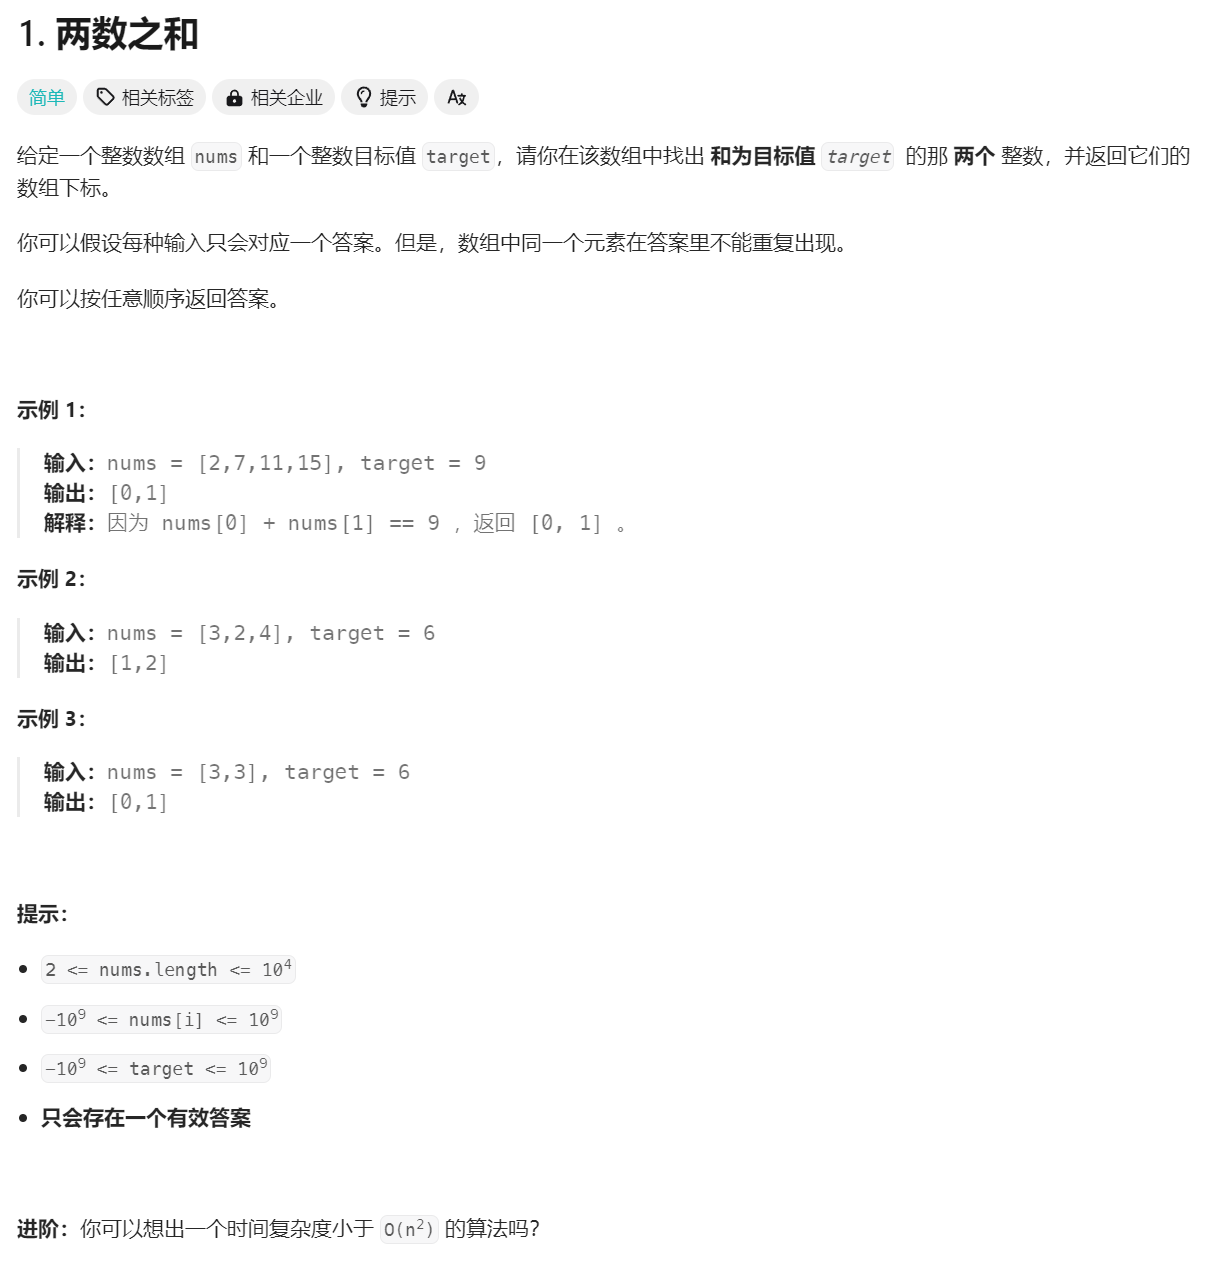 1. 两数之和
简单 相关标签 相关企业 提示 A文
给定一个整数数组 nums 和一个整数目标值 target，请你在该数组中找出 和为目标值 target 的那 两个 整数，并返回它们的
数组下标。
你可以假设每种输入只会对应一个答案。但是，数组中同一个元素在答案里不能重复出现。
你可以按任意顺序返回答案。
示例 1：
输入：nums = [2,7,11,15], target = 9
输出：[0,1]
解释：因为 nums[0] + nums[1] == 9 ，返回 [0, 1] 。
示例 2：
输入：nums = [3,2,4], target = 6
输出：[1,2]
示例 3：
输入：nums = [3,3], target = 6
输出：[0,1]
提示：
2 <= nums.length <= 10⁴
-10⁹ <= nums[i] <= 10⁹
-10⁹ <= target <= 10⁹
只会存在一个有效答案
进阶：你可以想出一个时间复杂度小于 O(n²) 的算法吗？